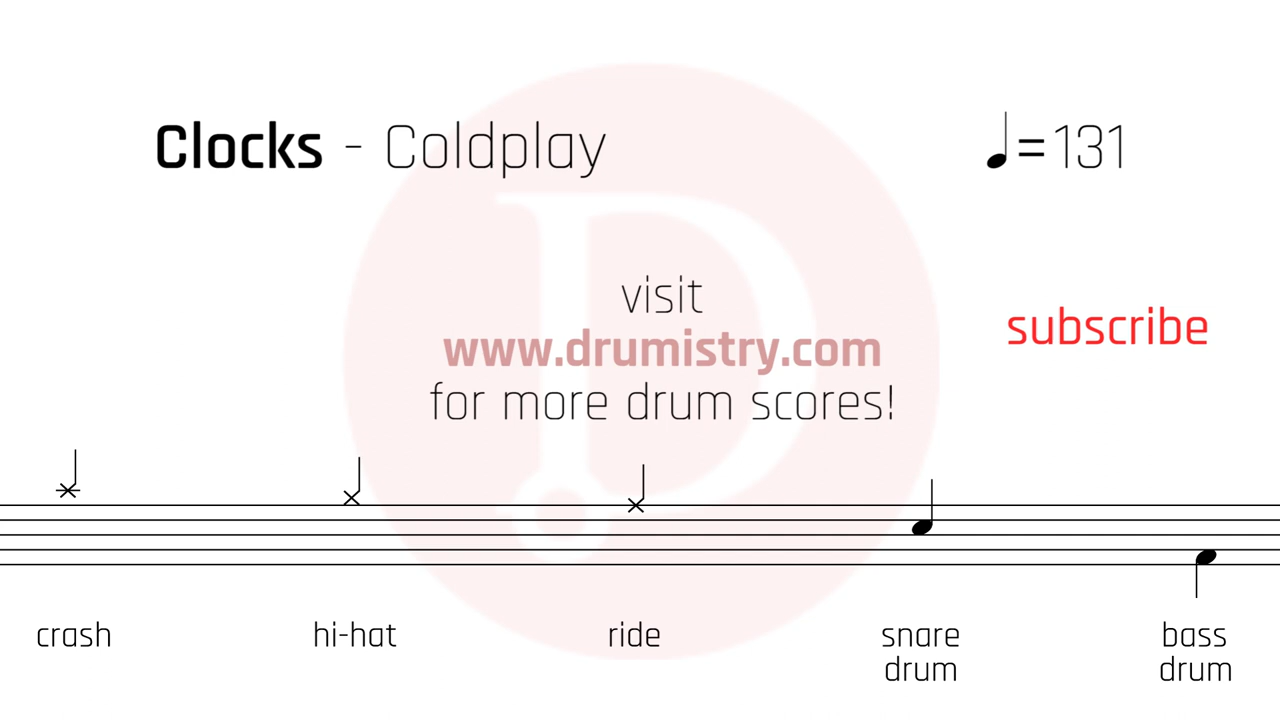 Clocks - Coldplay
♩=131
visit
www.drumistry.com
for more drum scores!
subscribe
crash
hi-hat
ride
snare
drum
bass
drum